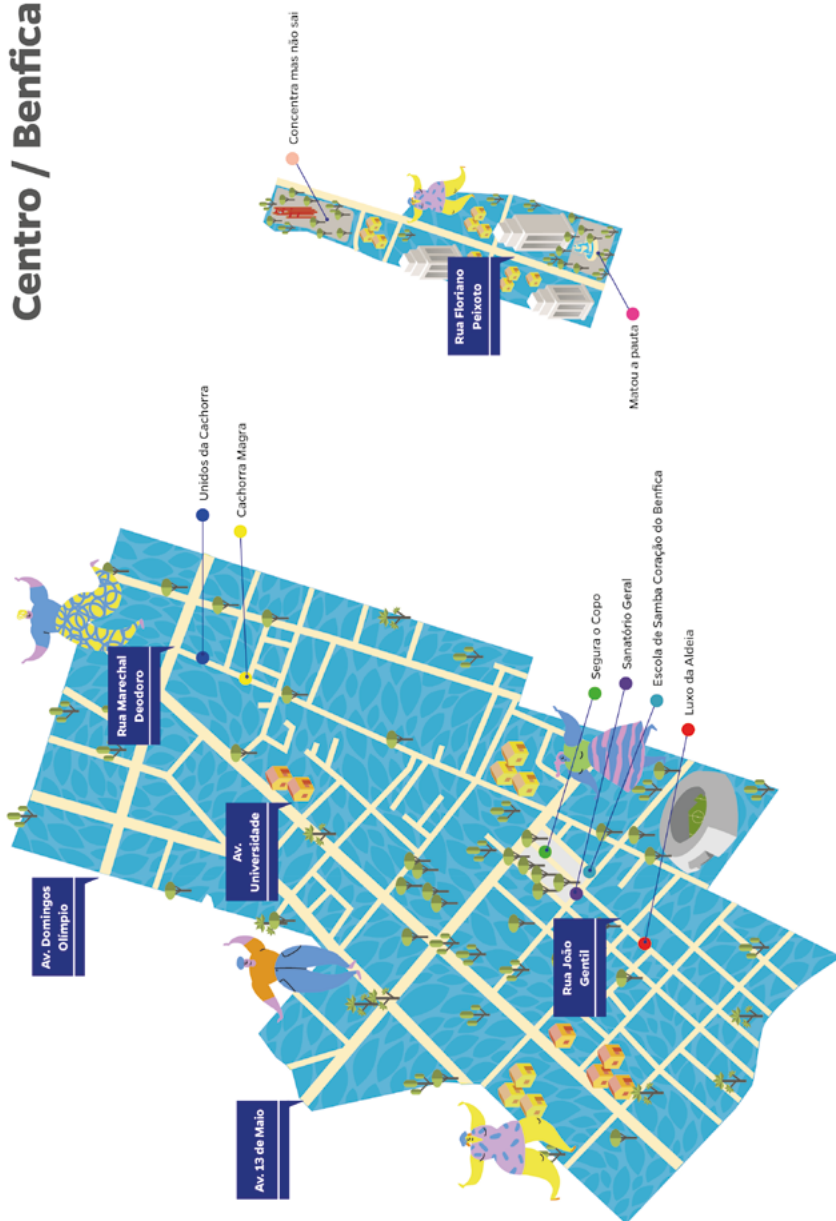 Centro / Benfica
Concentra mas não sai
Rua Floriano
Peixoto
Matou a pauta
Unidos da Cachorra
Cachorra Magra
Rua Marechal
Deodoro
Av. Domingos
Olímpio
Av.
Universidade
Av. 13 de Maio
Segura o Copo
Sanatório Geral
Escola de Samba Coração do Benfica
Luxo da Aldeia
Rua João
Gentil